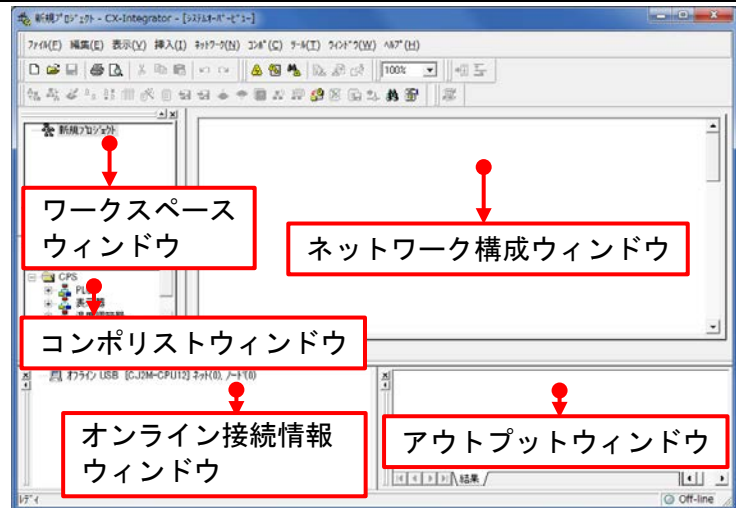 新規ﾌﾟﾛｼﾞｪｸﾄ - CX-Integrator - [ｼｽﾃﾑｵｰﾊﾞｰﾋﾞｭｰ]
ﾌｧｲﾙ(F) 編集(E) 表示(V) 挿入(I) ﾈｯﾄﾜｰｸ(N) ｺﾝﾎﾟ(C) ﾂｰﾙ(T) ｳｨﾝﾄﾞｳ(W) ﾍﾙﾌﾟ(H)
100%
新規ﾌﾟﾛｼﾞｪｸﾄ
ワークスペース
ウィンドウ
ネットワーク構成ウィンドウ
CPS
表示器
コンポリストウィンドウ
ｵﾌﾗｲﾝ USB [CJ2M-CPU12] ﾈｯﾄ(0), ﾉｰﾄﾞ(0)
オンライン接続情報
ウィンドウ
アウトプットウィンドウ
結果
ﾚﾃﾞｨ
Off-line